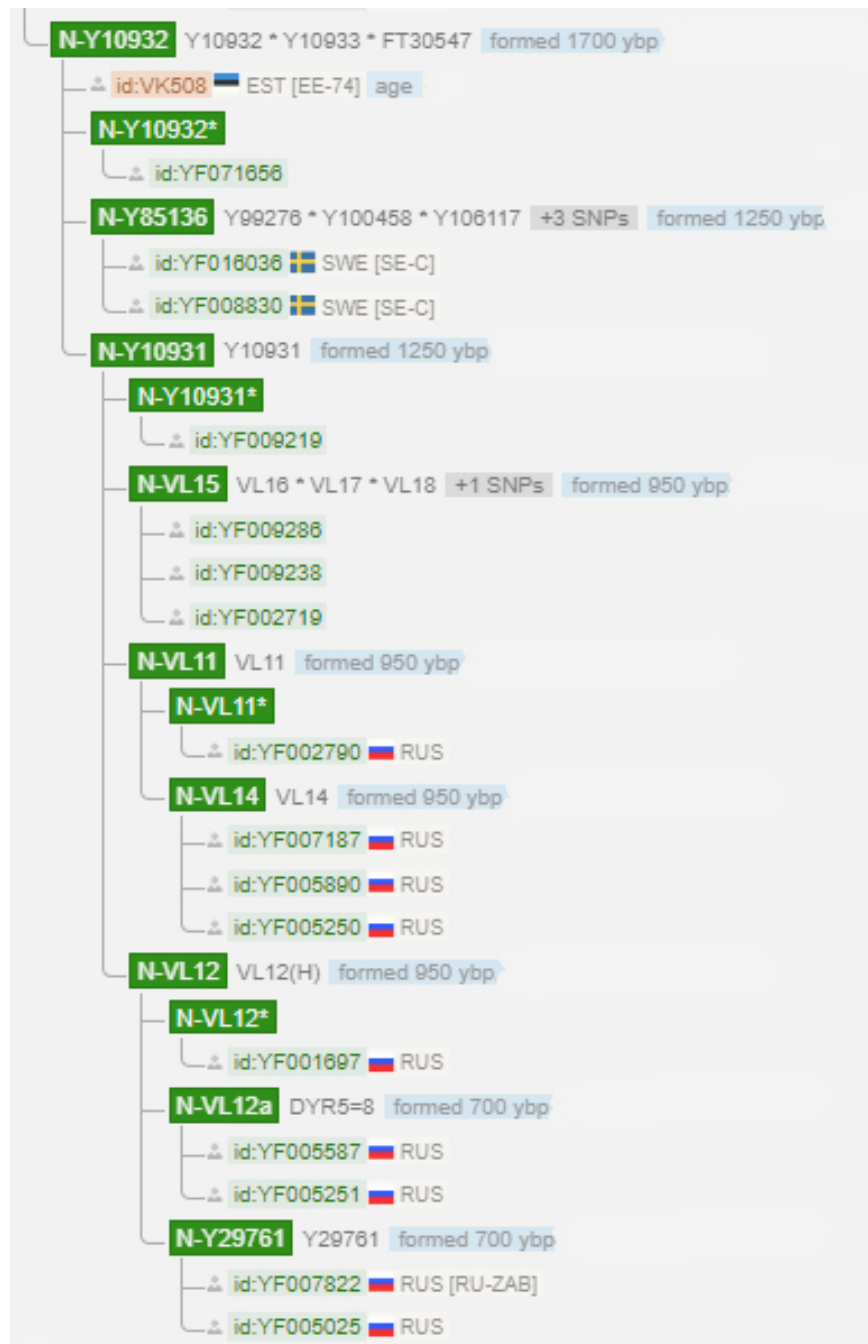 N-Y10932 Y10932 * Y10933 * FT30547 formed 1700 ybp
id:VK508 EST [EE-74] age
N-Y10932*
id:YF071656
N-Y85136 Y99276 * Y100458 * Y106117 +3 SNPs formed 1250 ybp
id:YF016036 SWE [SE-C]
id:YF008830 SWE [SE-C]
N-Y10931 Y10931 formed 1250 ybp
N-Y10931*
id:YF009219
N-VL15 VL16 * VL17 * VL18 +1 SNPs formed 950 ybp
id:YF009286
id:YF009238
id:YF002719
N-VL11 VL11 formed 950 ybp
N-VL11*
id:YF002790 RUS
N-VL14 VL14 formed 950 ybp
id:YF007187 RUS
id:YF005890 RUS
id:YF005250 RUS
N-VL12 VL12(H) formed 950 ybp
N-VL12*
id:YF001697 RUS
N-VL12a DYR5=8 formed 700 ybp
id:YF005587 RUS
id:YF005251 RUS
N-Y29761 Y29761 formed 700 ybp
id:YF007822 RUS [RU-ZAB]
id:YF005025 RUS